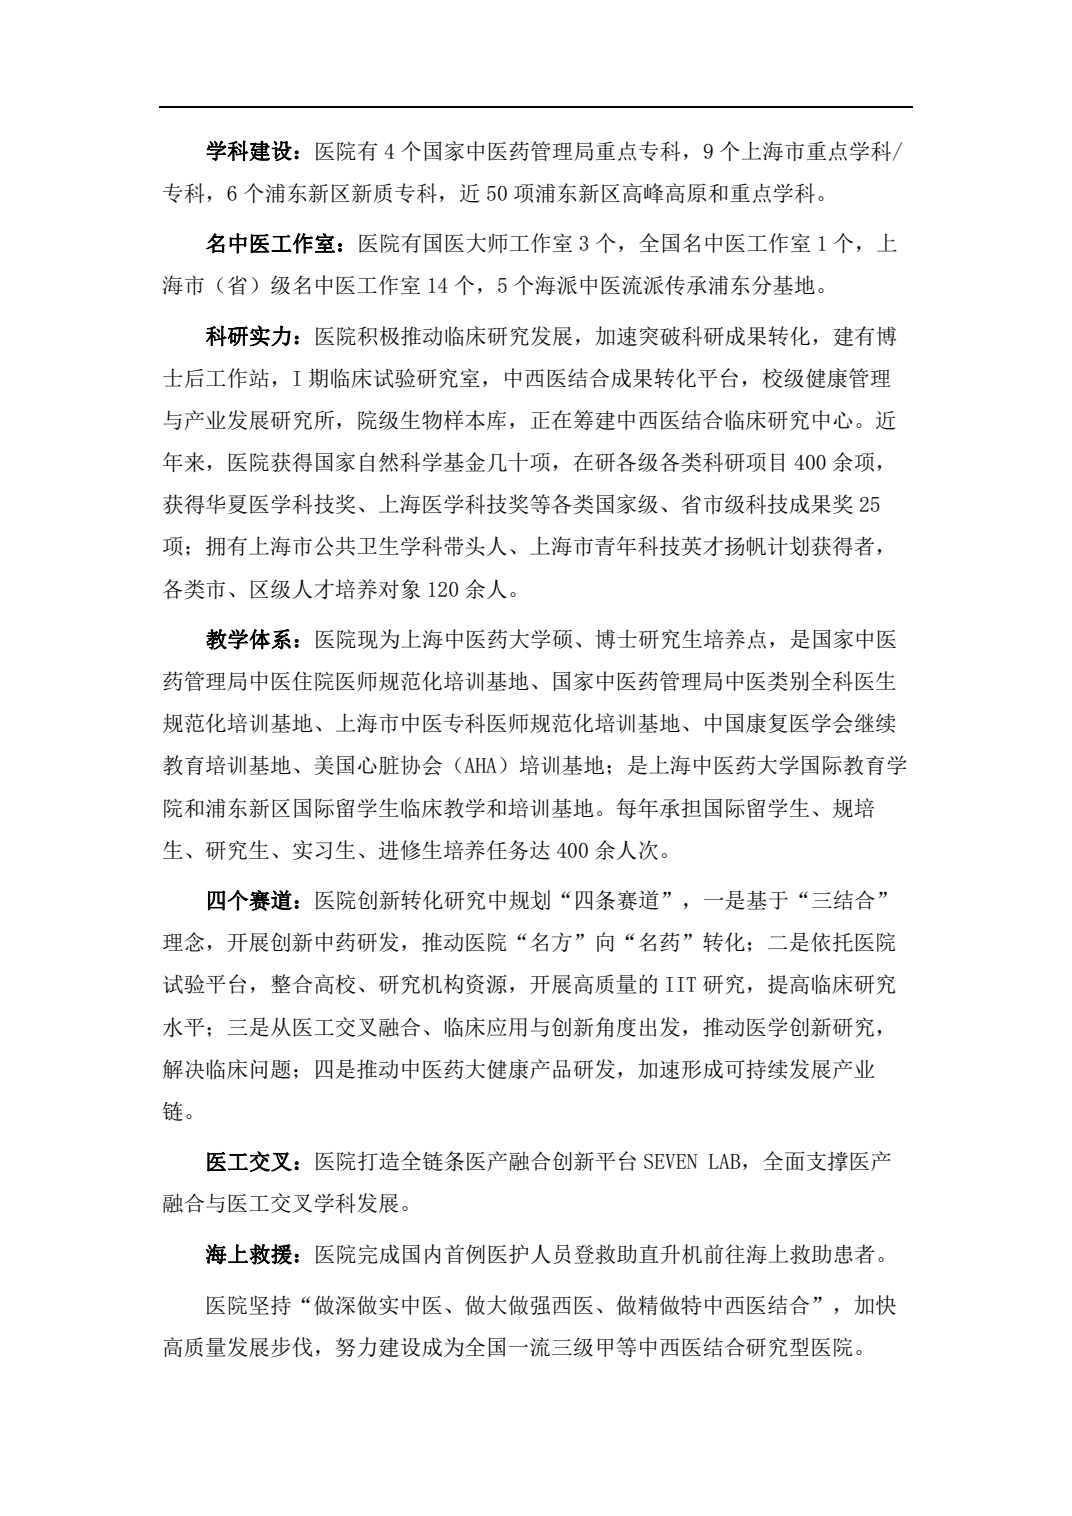 学科建设：医院有 4 个国家中医药管理局重点专科，9 个上海市重点学科/
专科，6 个浦东新区新质专科，近 50 项浦东新区高峰高原和重点学科。
名中医工作室：医院有国医大师工作室 3 个，全国名中医工作室 1 个，上
海市（省）级名中医工作室 14 个，5 个海派中医流派传承浦东分基地。
科研实力：医院积极推动临床研究发展，加速突破科研成果转化，建有博
士后工作站，I 期临床试验研究室，中西医结合成果转化平台，校级健康管理
与产业发展研究所，院级生物样本库，正在筹建中西医结合临床研究中心。近
年来，医院获得国家自然科学基金几十项，在研各级各类科研项目 400 余项，
获得华夏医学科技奖、上海医学科技奖等各类国家级、省市级科技成果奖 25
项；拥有上海市公共卫生学科带头人、上海市青年科技英才扬帆计划获得者，
各类市、区级人才培养对象 120 余人。
教学体系：医院现为上海中医药大学硕、博士研究生培养点，是国家中医
药管理局中医住院医师规范化培训基地、国家中医药管理局中医类别全科医生
规范化培训基地、上海市中医专科医师规范化培训基地、中国康复医学会继续
教育培训基地、美国心脏协会（AHA）培训基地；是上海中医药大学国际教育学
院和浦东新区国际留学生临床教学和培训基地。每年承担国际留学生、规培
生、研究生、实习生、进修生培养任务达 400 余人次。
四个赛道：医院创新转化研究中规划“四条赛道”，一是基于“三结合”
理念，开展创新中药研发，推动医院“名方”向“名药”转化；二是依托医院
试验平台，整合高校、研究机构资源，开展高质量的 IIT 研究，提高临床研究
水平；三是从医工交叉融合、临床应用与创新角度出发，推动医学创新研究，
解决临床问题；四是推动中医药大健康产品研发，加速形成可持续发展产业
链。
医工交叉：医院打造全链条医产融合创新平台 SEVEN LAB，全面支撑医产
融合与医工交叉学科发展。
海上救援：医院完成国内首例医护人员登救助直升机前往海上救助患者。
医院坚持“做深做实中医、做大做强西医、做精做特中西医结合”，加快
高质量发展步伐，努力建设成为全国一流三级甲等中西医结合研究型医院。